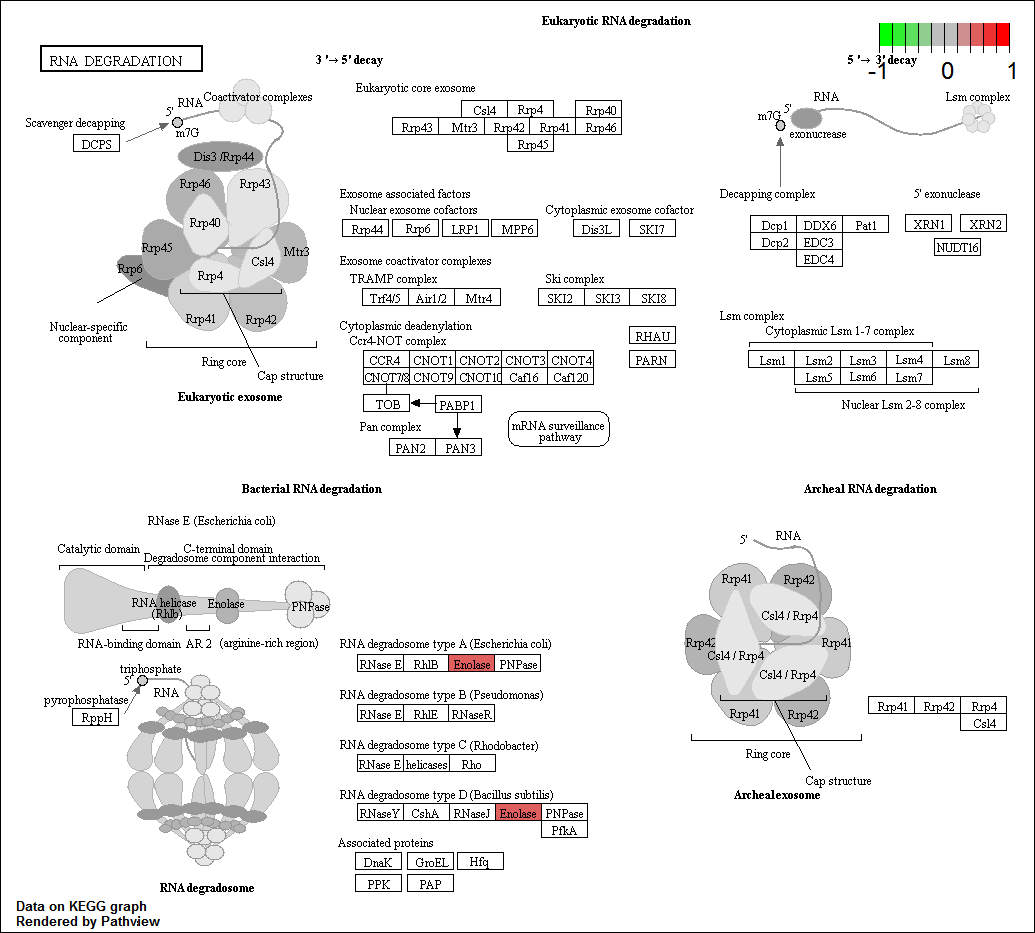 Eukaryotic RNA degradation
RNA DEGRADATION
3 '→ 5' decay
5 '→ 3' decay
-1 0 1
Eukaryotic core exosome
Csl4 Rrp4 Rrp40
Rrp43 Mtr3 Rrp42 Rrp41 Rrp46
Rrp45
RNA
Coactivator complexes
5'
m7G
Scavenger decapping
DCPS
Dis3 /Rrp44
Rrp46 Rrp43
Rrp40
Rrp45 Mtr3
Csl4
Rrp6
Rrp4
Rrp41 Rrp42
Nuclear-specific
component
Ring core
Cap structure
Eukaryotic exosome
Exosome associated factors
Nuclear exosome cofactors
Cytoplasmic exosome cofactor
Rrp44 Rrp6 LRP1 MPP6 Dis3L SKI7
Exosome coactivator complexes
TRAMP complex
Ski complex
Trf4/5 Air1/2 Mtr4 SKI2 SKI3 SKI8
Cytoplasmic deadenylation
Ccr4-NOT complex
RHAU
PARN
CCR4 CNOT1 CNOT2 CNOT3 CNOT4
CNOT7/8 CNOT9 CNOT10 Caf16 Caf120
TOB PABP1
Pan complex
PAN2 PAN3
mRNA surveillance
pathway
RNA
Lsm complex
5'
m7G
exonucrease
Decapping complex
5' exonuclease
Dcp1 DDX6 Pat1
Dcp2 EDC3
EDC4
XRN1 XRN2
NUDT16
Lsm complex
Cytoplasmic Lsm 1-7 complex
Lsm1 Lsm2 Lsm3 Lsm4 Lsm8
Lsm5 Lsm6 Lsm7
Nuclear Lsm 2-8 complex
Bacterial RNA degradation
RNase E (Escherichia coli)
Catalytic domain
C-terminal domain
Degradosome component interaction
RNA helicase
(Rhlb)
Enolase
PNPase
RNA-binding domain AR 2 (arginine-rich region)
triphosphate
5'
RNA
pyrophosphatase
RppH
RNA degradosome
RNA degradosome type A (Escherichia coli)
RNase E RhlB Enolase PNPase
RNA degradosome type B (Pseudomonas)
RNase E RhlE RNaseR
RNA degradosome type C (Rhodobacter)
RNase E helicases Rho
RNA degradosome type D (Bacillus subtilis)
RNaseY CshA RNaseJ Enolase PNPase
PfkA
Associated proteins
DnaK GroEL Hfq
PPK PAP
Archeal RNA degradation
5'
RNA
Rrp41 Rrp42
Csl4 / Rrp4
Rrp42 Rrp41
Csl4 / Rrp4
Csl4 / Rrp4
Rrp41 Rrp42
Ring core
Cap structure
Archeal exosome
Rrp41 Rrp42 Rrp4
Csl4
Data on KEGG graph
Rendered by Pathview